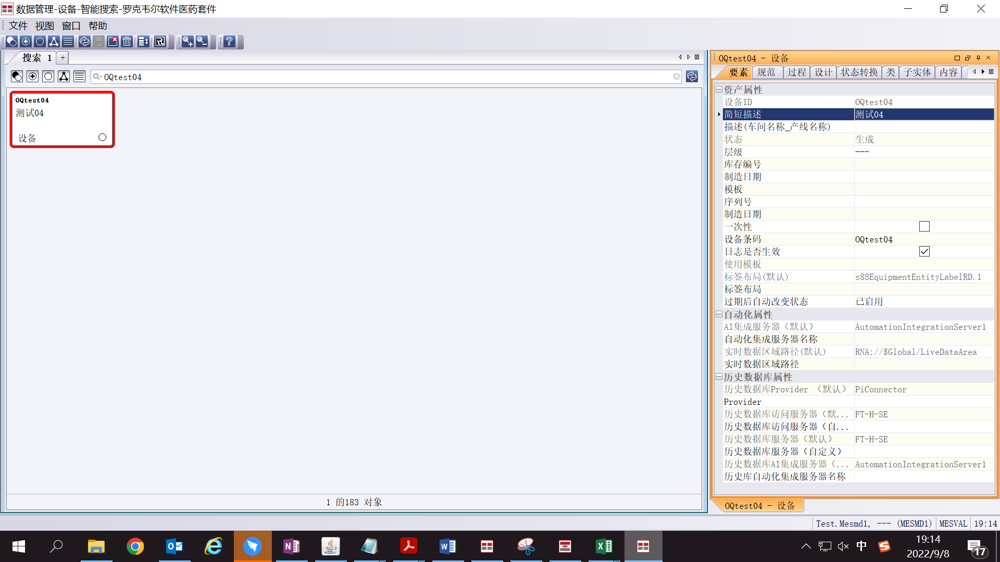 数据管理-设备-智能搜索-罗克韦尔软件医药套件
文件 视图 窗口 帮助
搜索 1 +
OQtest04
OQtest04
测试04
设备
1 的183 对象
OQtest04 - 设备
要素 规范 过程 设计 状态转换 类 子实体 内容
资产属性
设备ID OQtest04
简短描述 测试04
描述(车间名称_产线名称)
状态 生成
层级 ---
库存编号
制造日期
模板
序列号
制造日期
一次性
设备条码 OQtest04
日志是否生效
使用模板
标签布局(默认) s88EquipmentEntityLabelRD.1
标签布局
过期后自动改变状态 已启用
自动化属性
AI集成服务器（默认） AutomationIntegrationServer1
自动化集成服务器名称
实时数据区域路径(默认) RNA://$Global/LiveDataArea
实时数据区域路径
历史数据库属性
历史数据库Provider （默认） PiConnector
Provider
历史数据库访问服务器（默... FT-H-SE
历史数据库访问服务器（自...
历史数据库服务器（默认） FT-H-SE
历史数据库服务器（自定义）
历史数据库AI集成服务器（... AutomationIntegrationServer1
历史库自动化集成服务器名称
OQtest04 - 设备
Test.Mesmd1, --- (MESMD1) MESVAL 19:14
中
19:14
2022/9/8
17